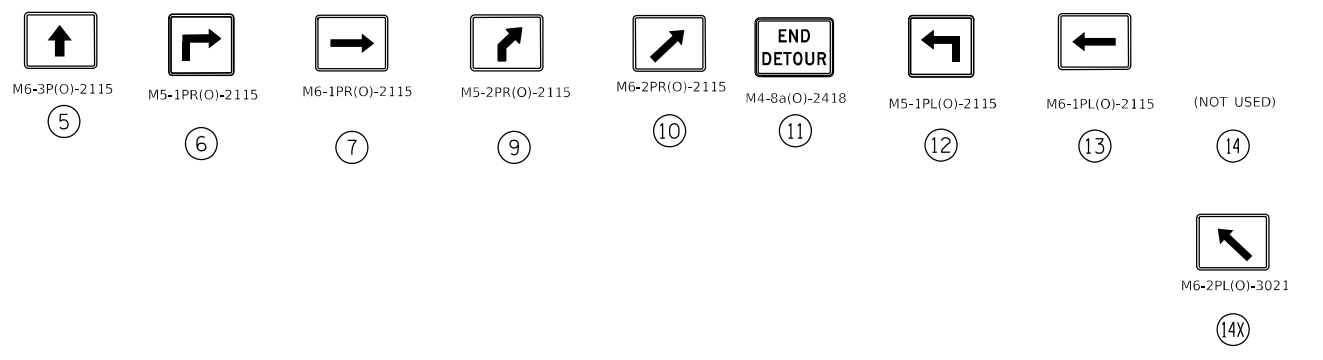 END
DETOUR
M6-3P(O)-2115
M5-1PR(O)-2115
M6-1PR(O)-2115
M5-2PR(O)-2115
M6-2PR(O)-2115
M4-8a(O)-2418
M5-1PL(O)-2115
M6-1PL(O)-2115
(NOT USED)
5
6
7
9
10
11
12
13
14
M6-2PL(O)-3021
14X